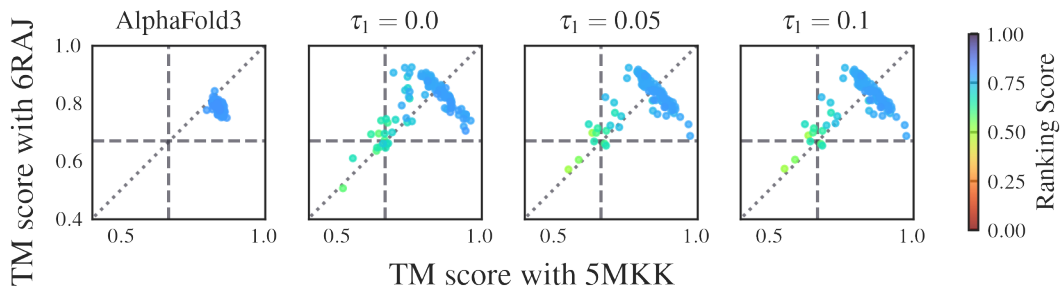 AlphaFold3
τ₁ = 0.0
τ₁ = 0.05
τ₁ = 0.1
TM score with 6RAJ
1.0
0.8
0.6
0.4
0.5 1.0
0.5 1.0
0.5 1.0
0.5 1.0
TM score with 5MKK
1.00
0.75
0.50
0.25
0.00
Ranking Score